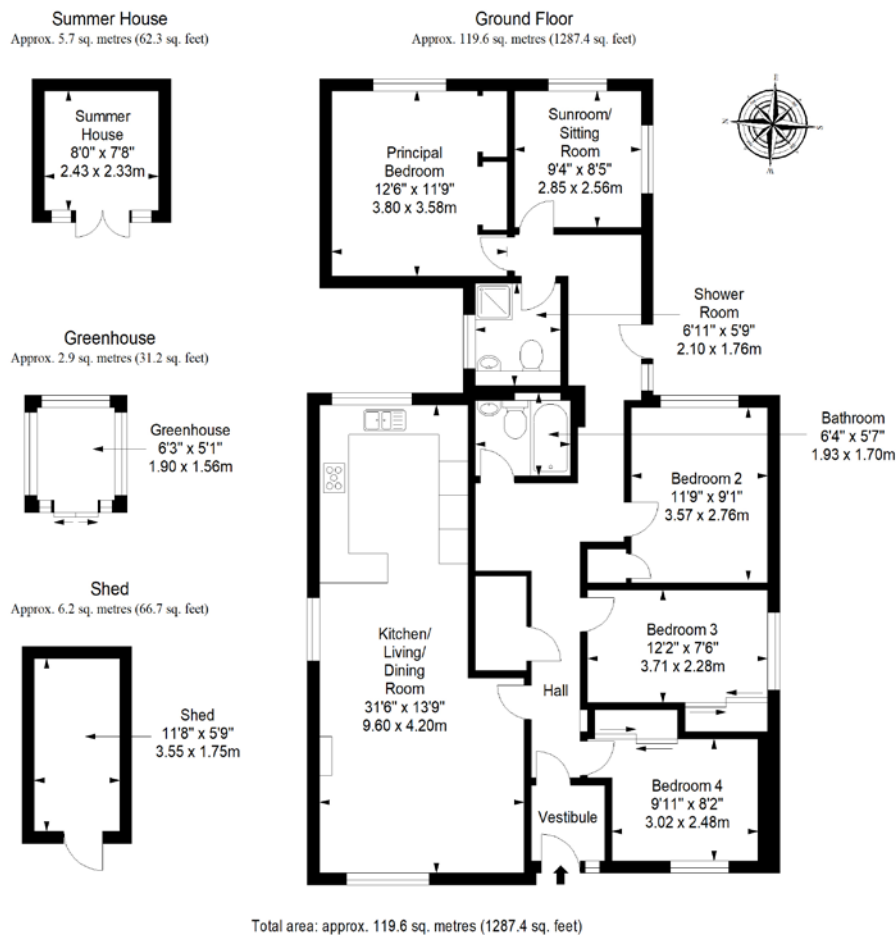 Summer House
Approx. 5.7 sq. metres (62.3 sq. feet)
Summer
House
8'0" x 7'8"
2.43 x 2.33m
Greenhouse
Approx. 2.9 sq. metres (31.2 sq. feet)
Greenhouse
6'3" x 5'1"
1.90 x 1.56m
Shed
Approx. 6.2 sq. metres (66.7 sq. feet)
Shed
11'8" x 5'9"
3.55 x 1.75m
Ground Floor
Approx. 119.6 sq. metres (1287.4 sq. feet)
Principal
Bedroom
12'6" x 11'9"
3.80 x 3.58m
Sunroom/
Sitting
Room
9'4" x 8'5"
2.85 x 2.56m
N
E
S
W
Shower
Room
6'11" x 5'9"
2.10 x 1.76m
Bathroom
6'4" x 5'7"
1.93 x 1.70m
Bedroom 2
11'9" x 9'1"
3.57 x 2.76m
Bedroom 3
12'2" x 7'6"
3.71 x 2.28m
Kitchen/
Living/
Dining
Room
31'6" x 13'9"
9.60 x 4.20m
Hall
Bedroom 4
9'11" x 8'2"
3.02 x 2.48m
Vestibule
Total area: approx. 119.6 sq. metres (1287.4 sq. feet)